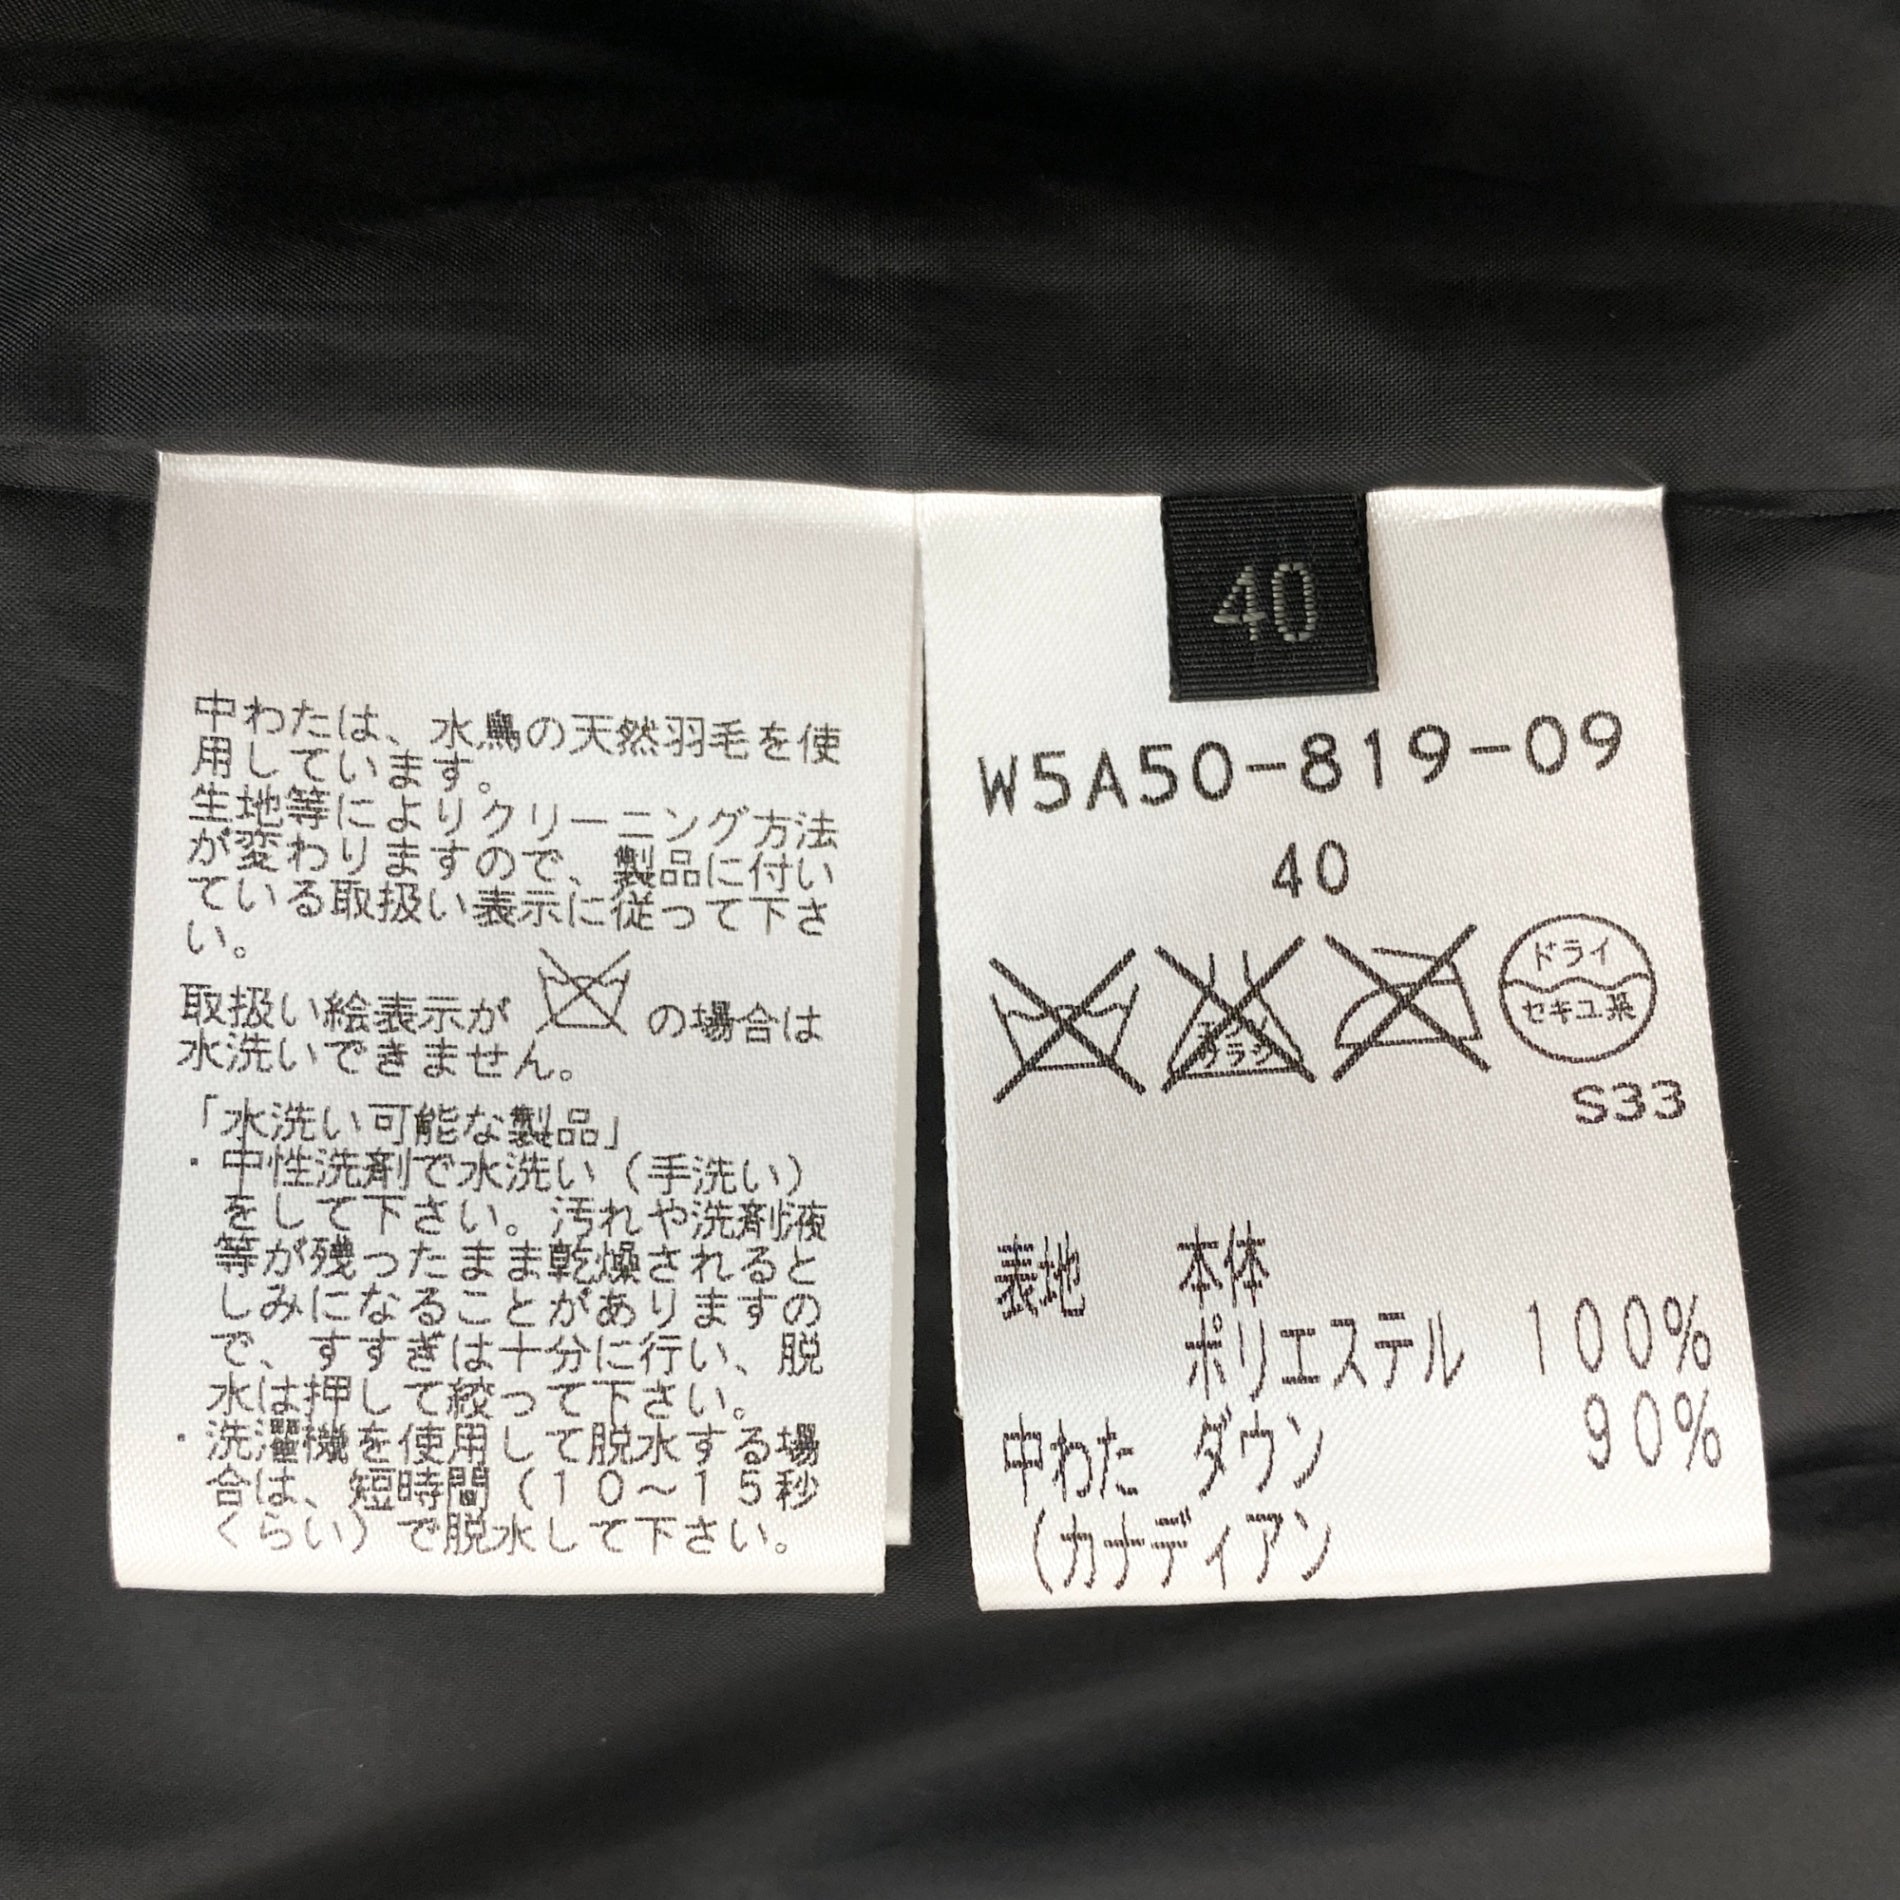 中わたは、水鳥の天然羽毛を使
用しています。
生地等によりクリーニング方法
が変わりますので、製品に付い
ている取扱い表示に従って下さ
い。
取扱い絵表示が の場合は
水洗いできません。
「水洗い可能な製品」
・中性洗剤で水洗い（手洗い）
をして下さい。汚れや洗剤液
等が残ったまま乾燥されると
しみになることがありますの
で、すすぎは十分に行い、脱
水は押して絞って下さい。
・洗濯機を使用して脱水する場
合は、短時間（１０～１５秒
くらい）で脱水して下さい。
40
W5A50-819-09
40
エンソ
サラシ
ドライ
セキユ系
S33
表地 本体
ポリエステル 100%
中わた ダウン 90%
（カナディアン